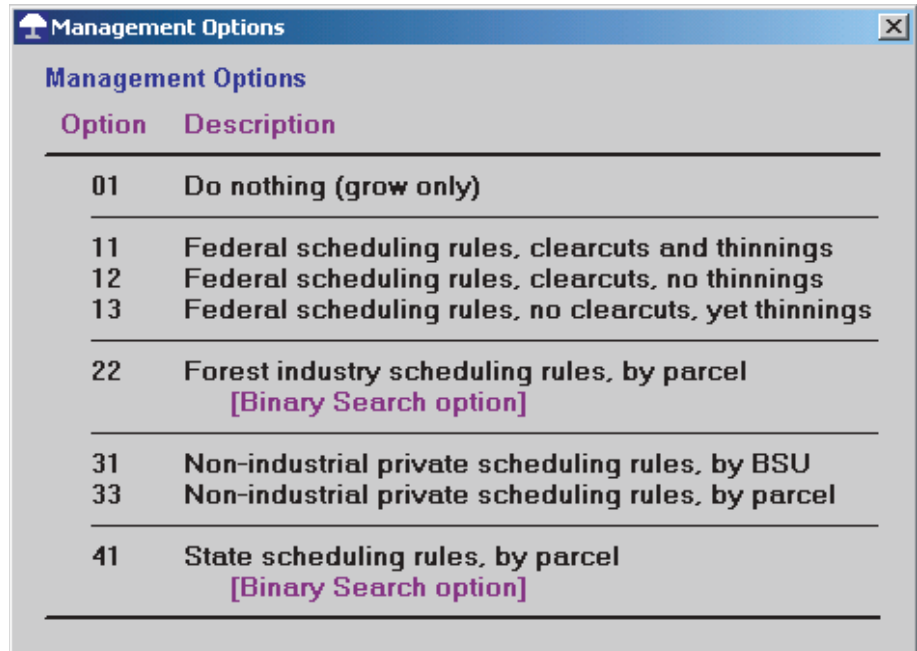 Management Options
Management Options
Option Description
01 Do nothing (grow only)
11 Federal scheduling rules, clearcuts and thinnings
12 Federal scheduling rules, clearcuts, no thinnings
13 Federal scheduling rules, no clearcuts, yet thinnings
22 Forest industry scheduling rules, by parcel
[Binary Search option]
31 Non-industrial private scheduling rules, by BSU
33 Non-industrial private scheduling rules, by parcel
41 State scheduling rules, by parcel
[Binary Search option]